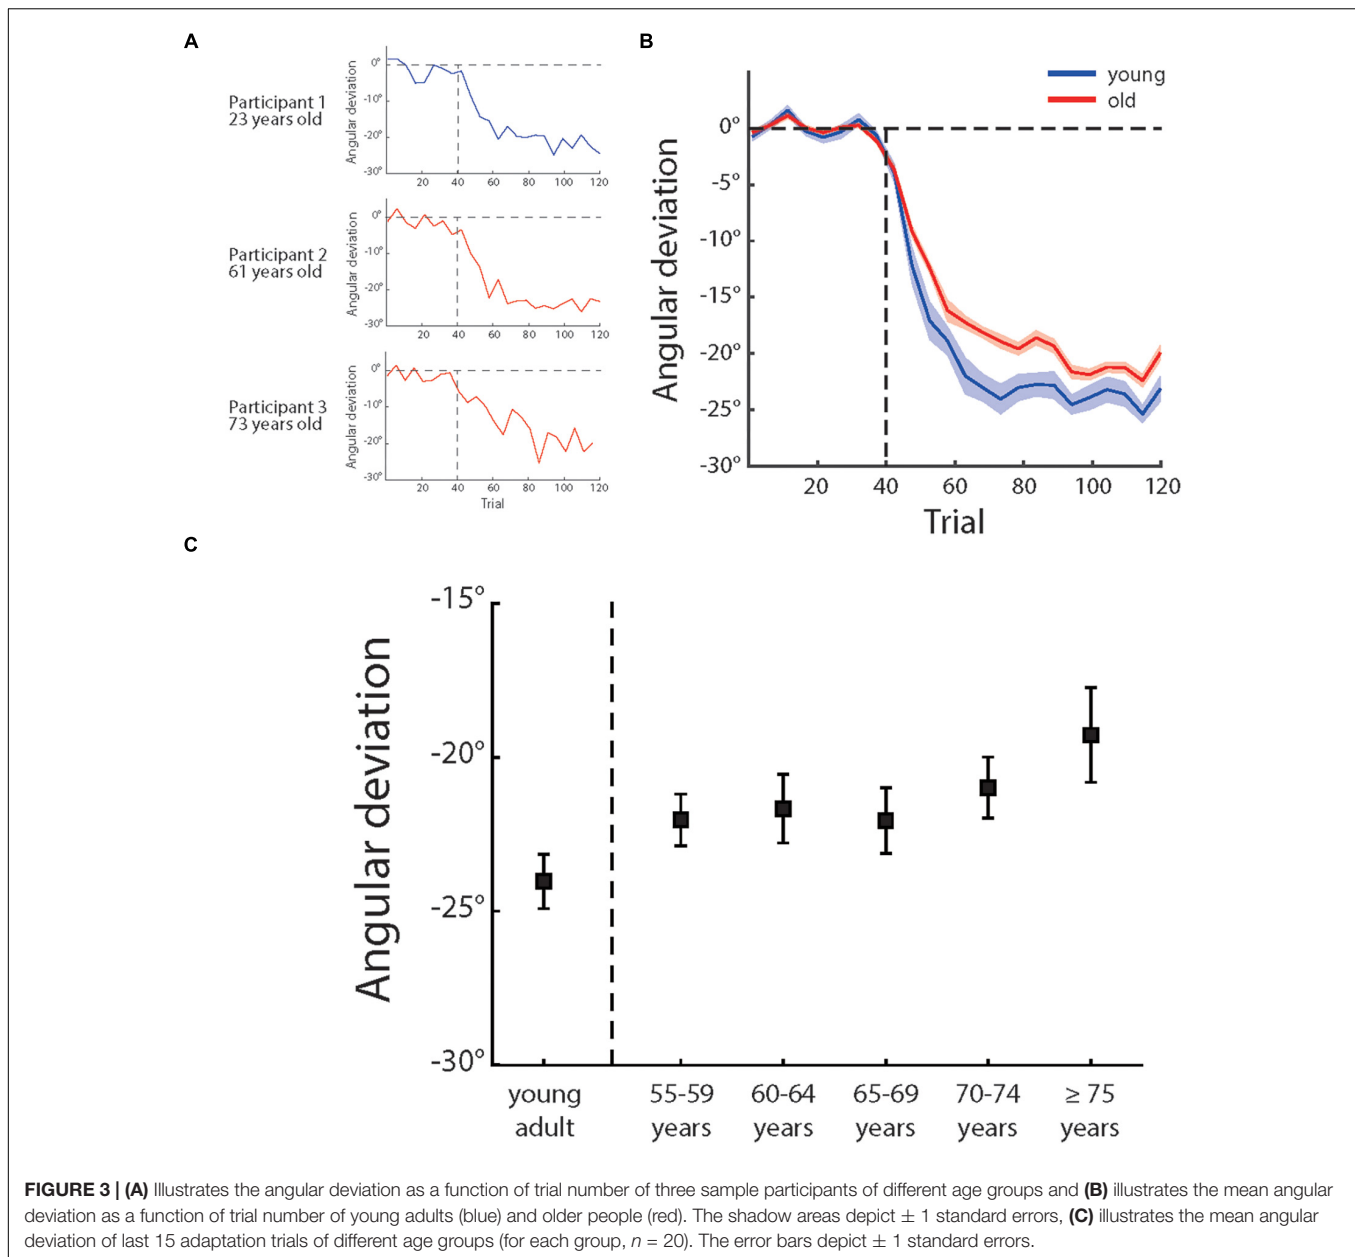 A
Participant 1
23 years old
Angular deviation
0°
-10°
-20°
-30°
20 40 60 80 100 120
Participant 2
61 years old
Angular deviation
0°
-10°
-20°
-30°
20 40 60 80 100 120
Participant 3
73 years old
Angular deviation
0°
-10°
-20°
-30°
20 40 60 80 100 120
Trial
B
young
old
Angular deviation
0°
-5°
-10°
-15°
-20°
-25°
-30°
20 40 60 80 100 120
Trial
C
Angular deviation
-15°
-20°
-25°
-30°
young 55-59 60-64 65-69 70-74 ≥ 75
adult years years years years years
FIGURE 3 | (A) Illustrates the angular deviation as a function of trial number of three sample participants of different age groups and (B) illustrates the mean angular
deviation as a function of trial number of young adults (blue) and older people (red). The shadow areas depict ± 1 standard errors, (C) illustrates the mean angular
deviation of last 15 adaptation trials of different age groups (for each group, n = 20). The error bars depict ± 1 standard errors.